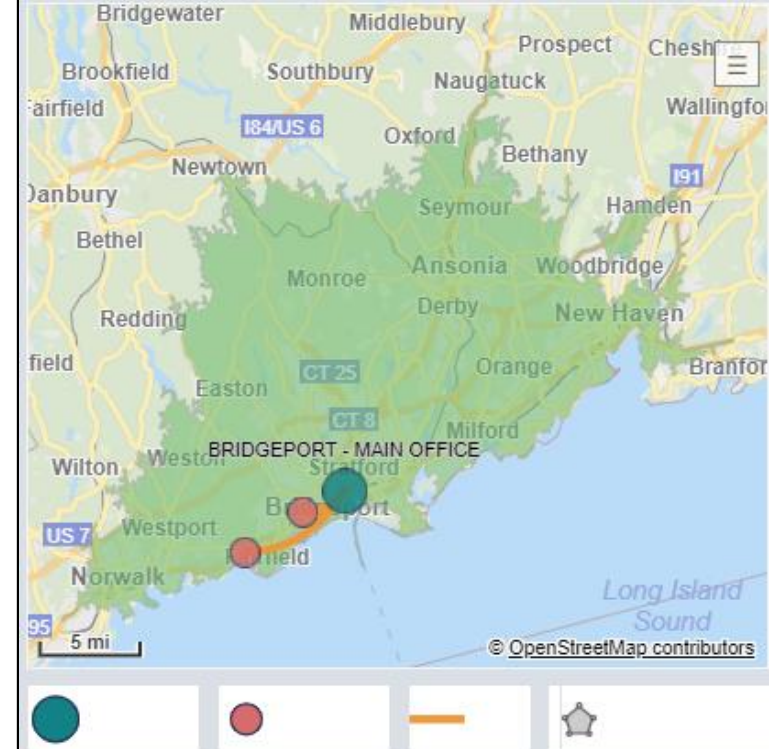 Bridgewater
Middlebury
Prospect
Brookfield
Southbury
Naugatuck
Fairfield
Wallingfo
I84/US 6
Oxford
Newtown
Bethany
I91
Danbury
Seymour
Hamden
Bethel
Monroe
Ansonia
Woodbridge
Redding
Derby
New Haven
field
CT 25
Orange
Branfor
Easton
CT 8
Milford
BRIDGEPORT - MAIN OFFICE
Wilton
Weston
Stratford
US 7
Westport
Norwalk
Long Island
Sound
95
5 mi
© OpenStreetMap contributors